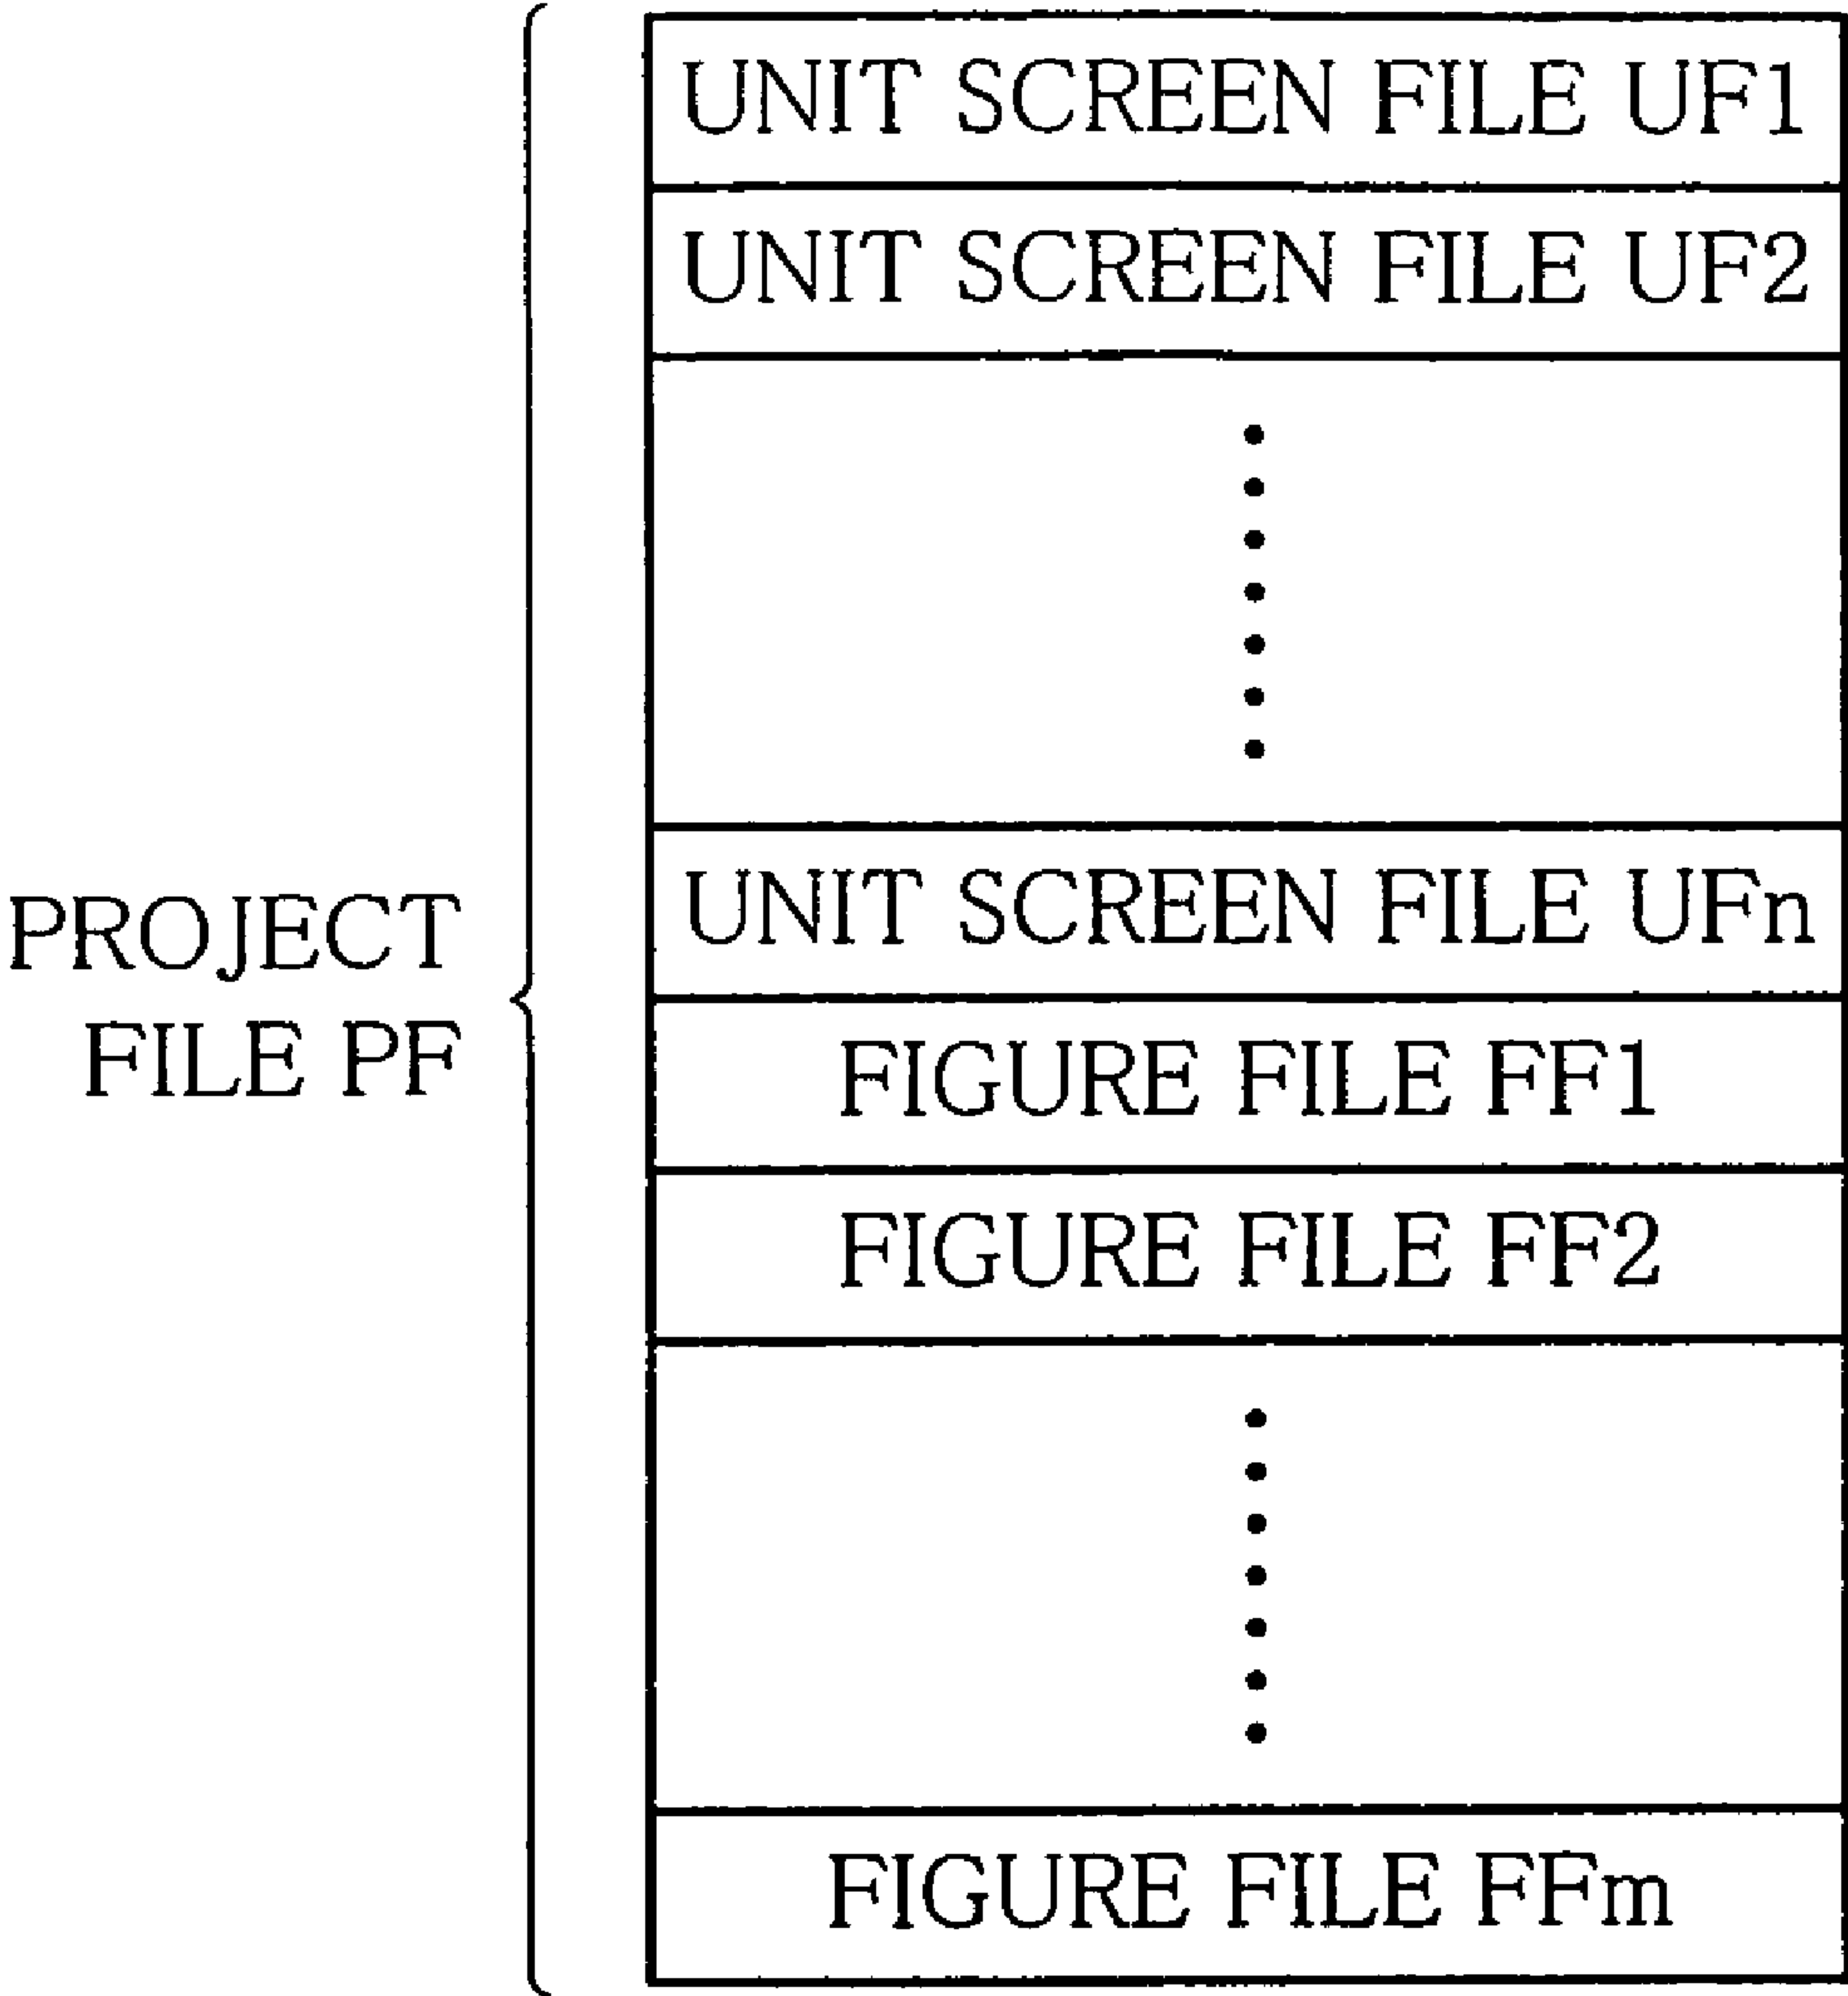 UNIT SCREEN FILE UF1
UNIT SCREEN FILE UF2
UNIT SCREEN FILE UFn
PROJECT
FILE PF
FIGURE FILE FF1
FIGURE FILE FF2
FIGURE FILE FFm